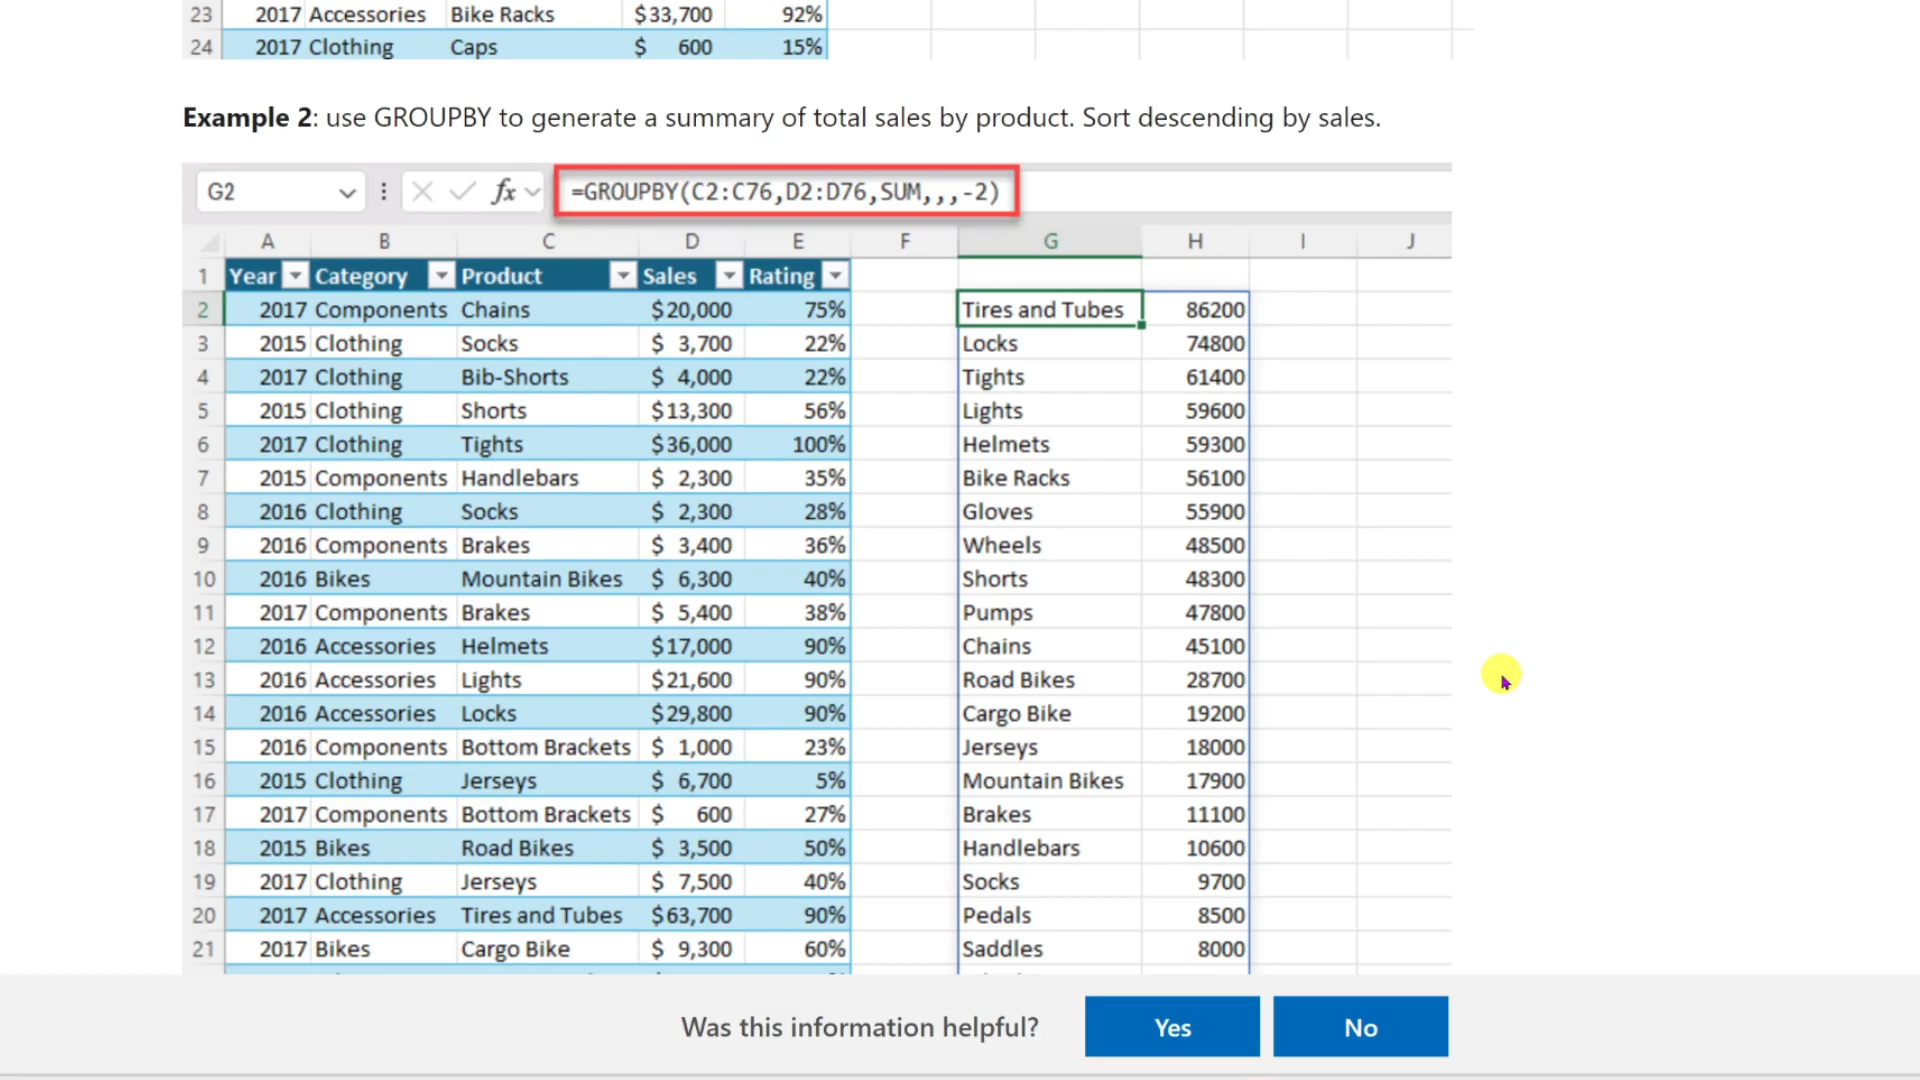 23 2017 Accessories Bike Racks $33,700 92%
24 2017 Clothing Caps $ 600 15%
Example 2: use GROUPBY to generate a summary of total sales by product. Sort descending by sales.
G2 fx =GROUPBY(C2:C76,D2:D76,SUM,,,-2)
A B C D E F G H I J
1 Year Category Product Sales Rating
2 2017 Components Chains $20,000 75% Tires and Tubes 86200
3 2015 Clothing Socks $ 3,700 22% Locks 74800
4 2017 Clothing Bib-Shorts $ 4,000 22% Tights 61400
5 2015 Clothing Shorts $13,300 56% Lights 59600
6 2017 Clothing Tights $36,000 100% Helmets 59300
7 2015 Components Handlebars $ 2,300 35% Bike Racks 56100
8 2016 Clothing Socks $ 2,300 28% Gloves 55900
9 2016 Components Brakes $ 3,400 36% Wheels 48500
10 2016 Bikes Mountain Bikes $ 6,300 40% Shorts 48300
11 2017 Components Brakes $ 5,400 38% Pumps 47800
12 2016 Accessories Helmets $17,000 90% Chains 45100
13 2016 Accessories Lights $21,600 90% Road Bikes 28700
14 2016 Accessories Locks $29,800 90% Cargo Bike 19200
15 2016 Components Bottom Brackets $ 1,000 23% Jerseys 18000
16 2015 Clothing Jerseys $ 6,700 5% Mountain Bikes 17900
17 2017 Components Bottom Brackets $ 600 27% Brakes 11100
18 2015 Bikes Road Bikes $ 3,500 50% Handlebars 10600
19 2017 Clothing Jerseys $ 7,500 40% Socks 9700
20 2017 Accessories Tires and Tubes $63,700 90% Pedals 8500
21 2017 Bikes Cargo Bike $ 9,300 60% Saddles 8000
Was this information helpful? Yes No